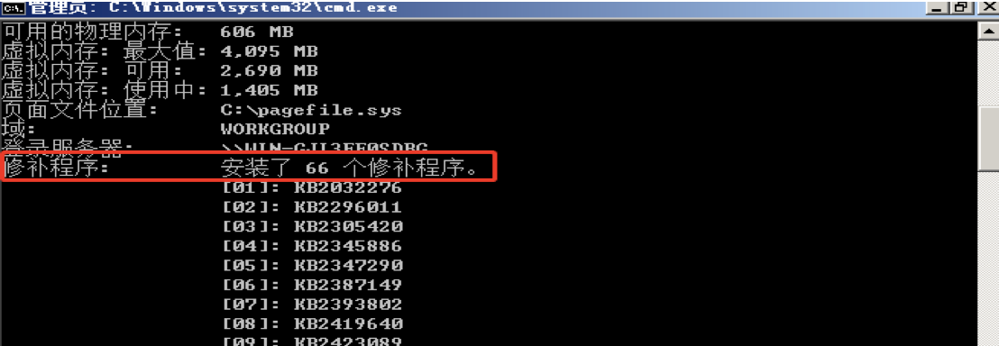 管理员: C:\Windows\system32\cmd.exe
可用的物理内存: 606 MB
虚拟内存: 最大值: 4,095 MB
虚拟内存: 可用: 2,690 MB
虚拟内存: 使用中: 1,405 MB
页面文件位置: C:\pagefile.sys
域: WORKGROUP
登录服务器: \\WIN-GJL3FF0SDBG
修补程序: 安装了 66 个修补程序。
[01]: KB2032276
[02]: KB2296011
[03]: KB2305420
[04]: KB2345886
[05]: KB2347290
[06]: KB2387149
[07]: KB2393802
[08]: KB2419640
[09]: KB2423089